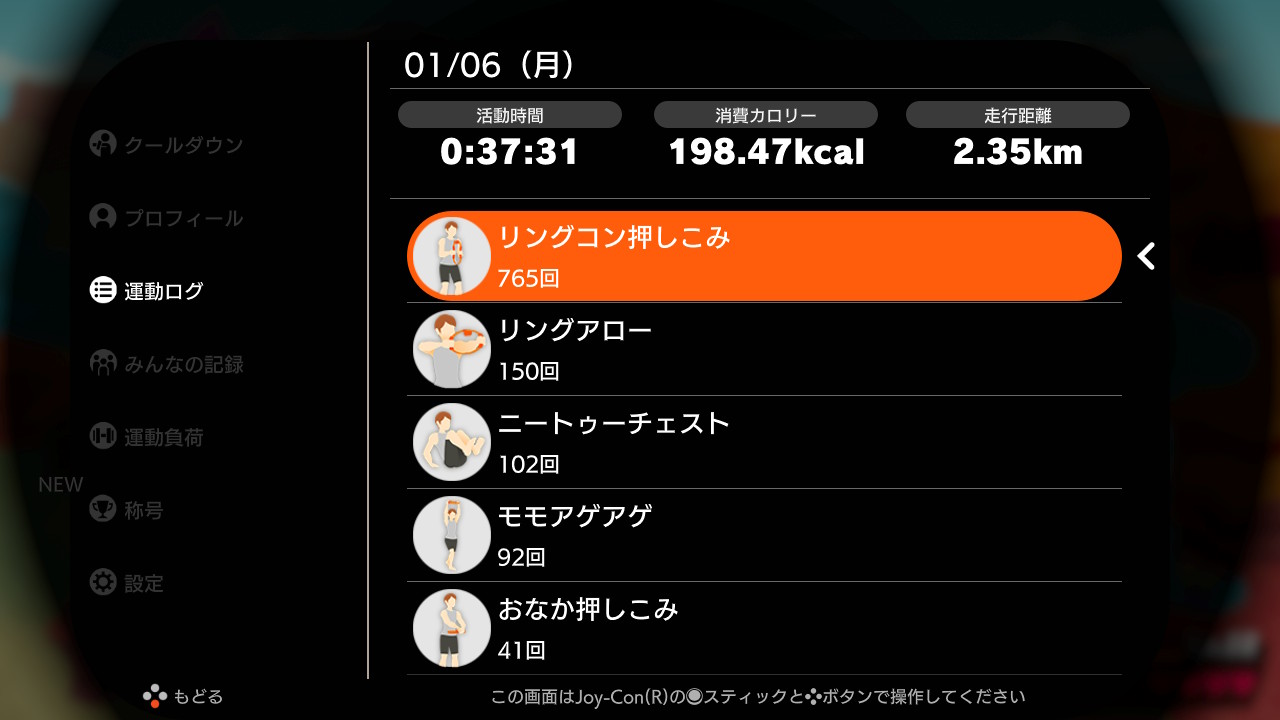 01/06（月）
活動時間
消費カロリー
走行距離
0:37:31
198.47kcal
2.35km
クールダウン
プロフィール
運動ログ
みんなの記録
運動負荷
NEW
称号
設定
リングコン押しこみ
765回
リングアロー
150回
ニートゥーチェスト
102回
モモアゲアゲ
92回
おなか押しこみ
41回
もどる
この画面はJoy-Con(R)のスティックとボタンで操作してください